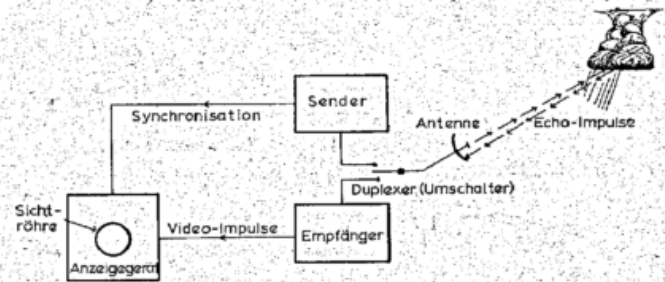 Sender
Synchronisation
Antenne
Echo-Impulse
Duplexer (Umschalter)
Sicht-
röhre
Video-Impulse
Empfänger
Anzeigegerät